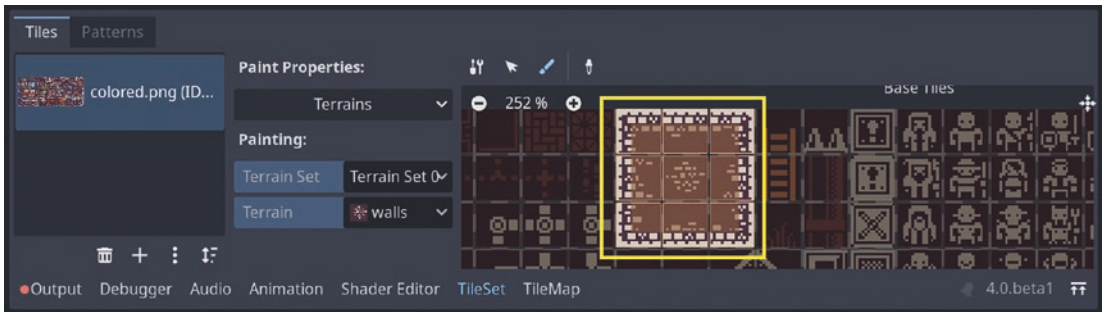 Tiles Patterns
colored.png (ID...
Paint Properties:
Terrains
Painting:
Terrain Set Terrain Set 0
Terrain walls
252 %
Base Tiles
Output Debugger Audio Animation Shader Editor TileSet TileMap 4.0.beta1